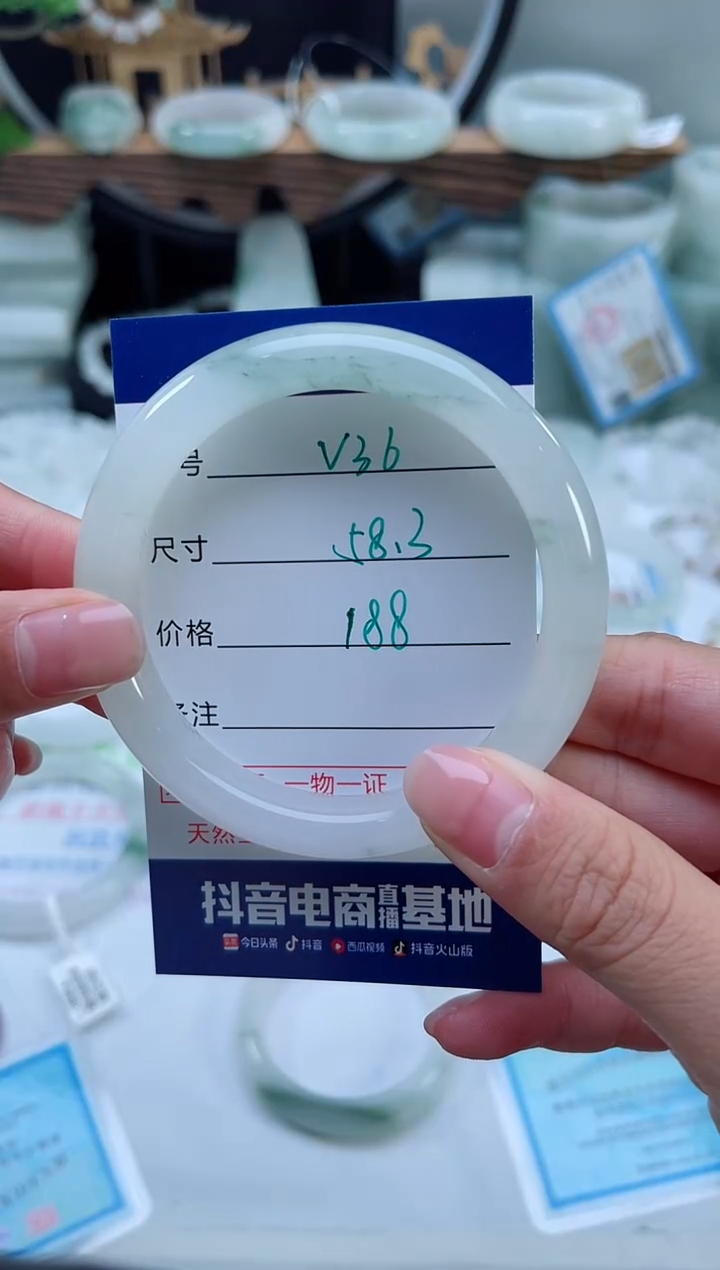 号 V36
尺寸 58.3
价格 188
注
一物一证
天然
抖音电商直播基地
头条 今日头条 抖音 西瓜视频 抖音火山版